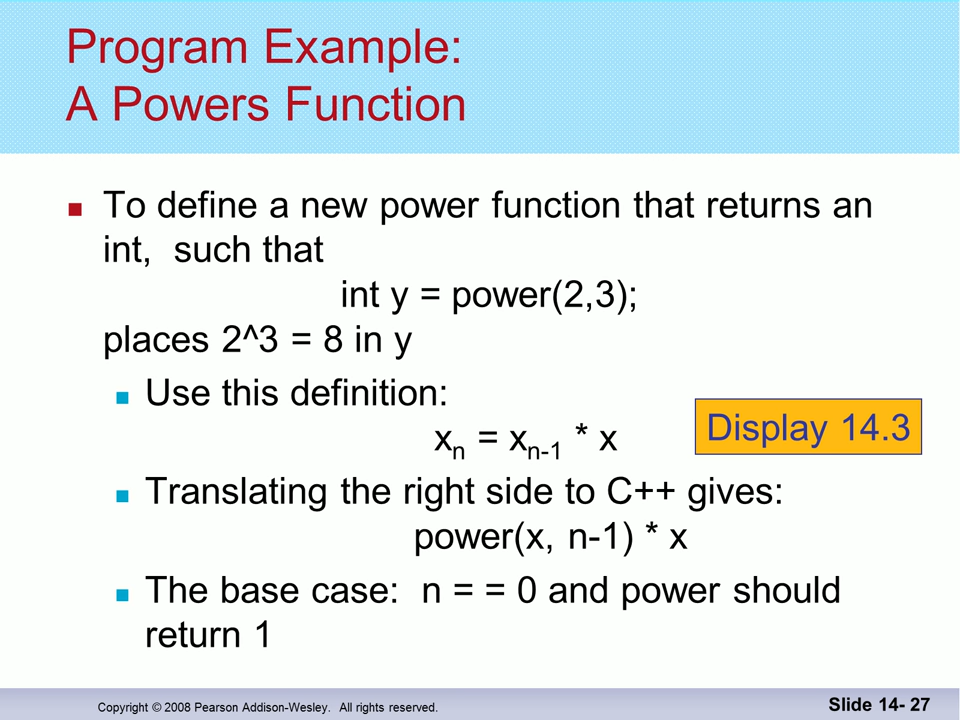 Program Example:
A Powers Function
To define a new power function that returns an
int, such that
int y = power(2,3);
places 2^3 = 8 in y
Use this definition:
xn = xn-1 * x
Display 14.3
Translating the right side to C++ gives:
power(x, n-1) * x
The base case: n = = 0 and power should
return 1
Copyright © 2008 Pearson Addison-Wesley. All rights reserved.
Slide 14- 27